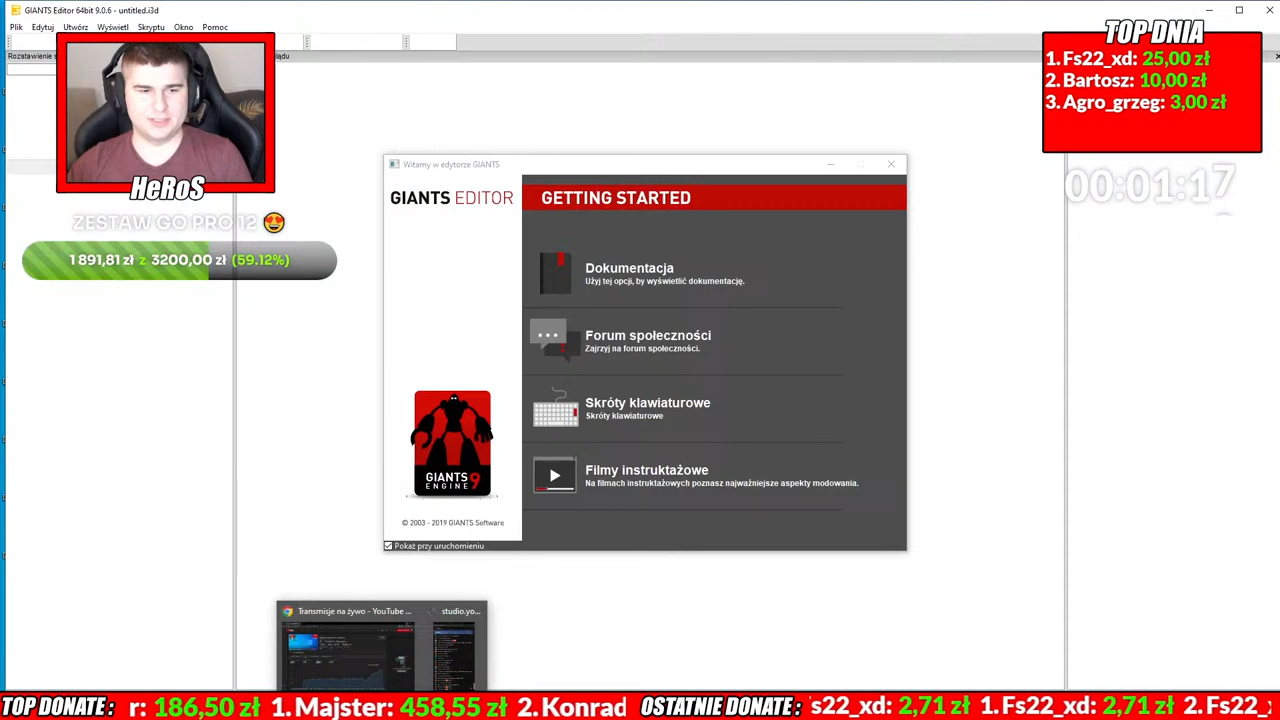 GIANTS Editor 64bit 9.0.6 - untitled.i3d
Plik Edytuj Utwórz Wyświetl Skryptu Okno Pomoc
Rozstawienie
HeRoS
ZESTAW GO PRO 12 😍
1 891,81 zł z 3200,00 zł (59.12%)
TOP DNIA
1. Fs22_xd: 25,00 zł
2. Bartosz: 10,00 zł
3. Agro_grzeg: 3,00 zł
00:01:17
Witamy w edytorze GIANTS
GIANTS EDITOR
GETTING STARTED
Dokumentacja
Użyj tej opcji, by wyświetlić dokumentację.
Forum społeczności
Zajrzyj na forum społeczności.
Skróty klawiaturowe
Skróty klawiaturowe
Filmy instruktażowe
Na filmach instruktażowych poznasz najważniejsze aspekty modowania.
GIANTS
ENGINE 9
© 2003 - 2019 GIANTS Software
Pokaż przy uruchomieniu
Transmisje na żywo - YouTube ...
studio.yo...
TOP DONATE : r: 186,50 zł 1. Majster: 458,55 zł 2. Konrad
OSTATNIE DONATE : s22_xd: 2,71 zł 1. Fs22_xd: 2,71 zł 2. Fs2